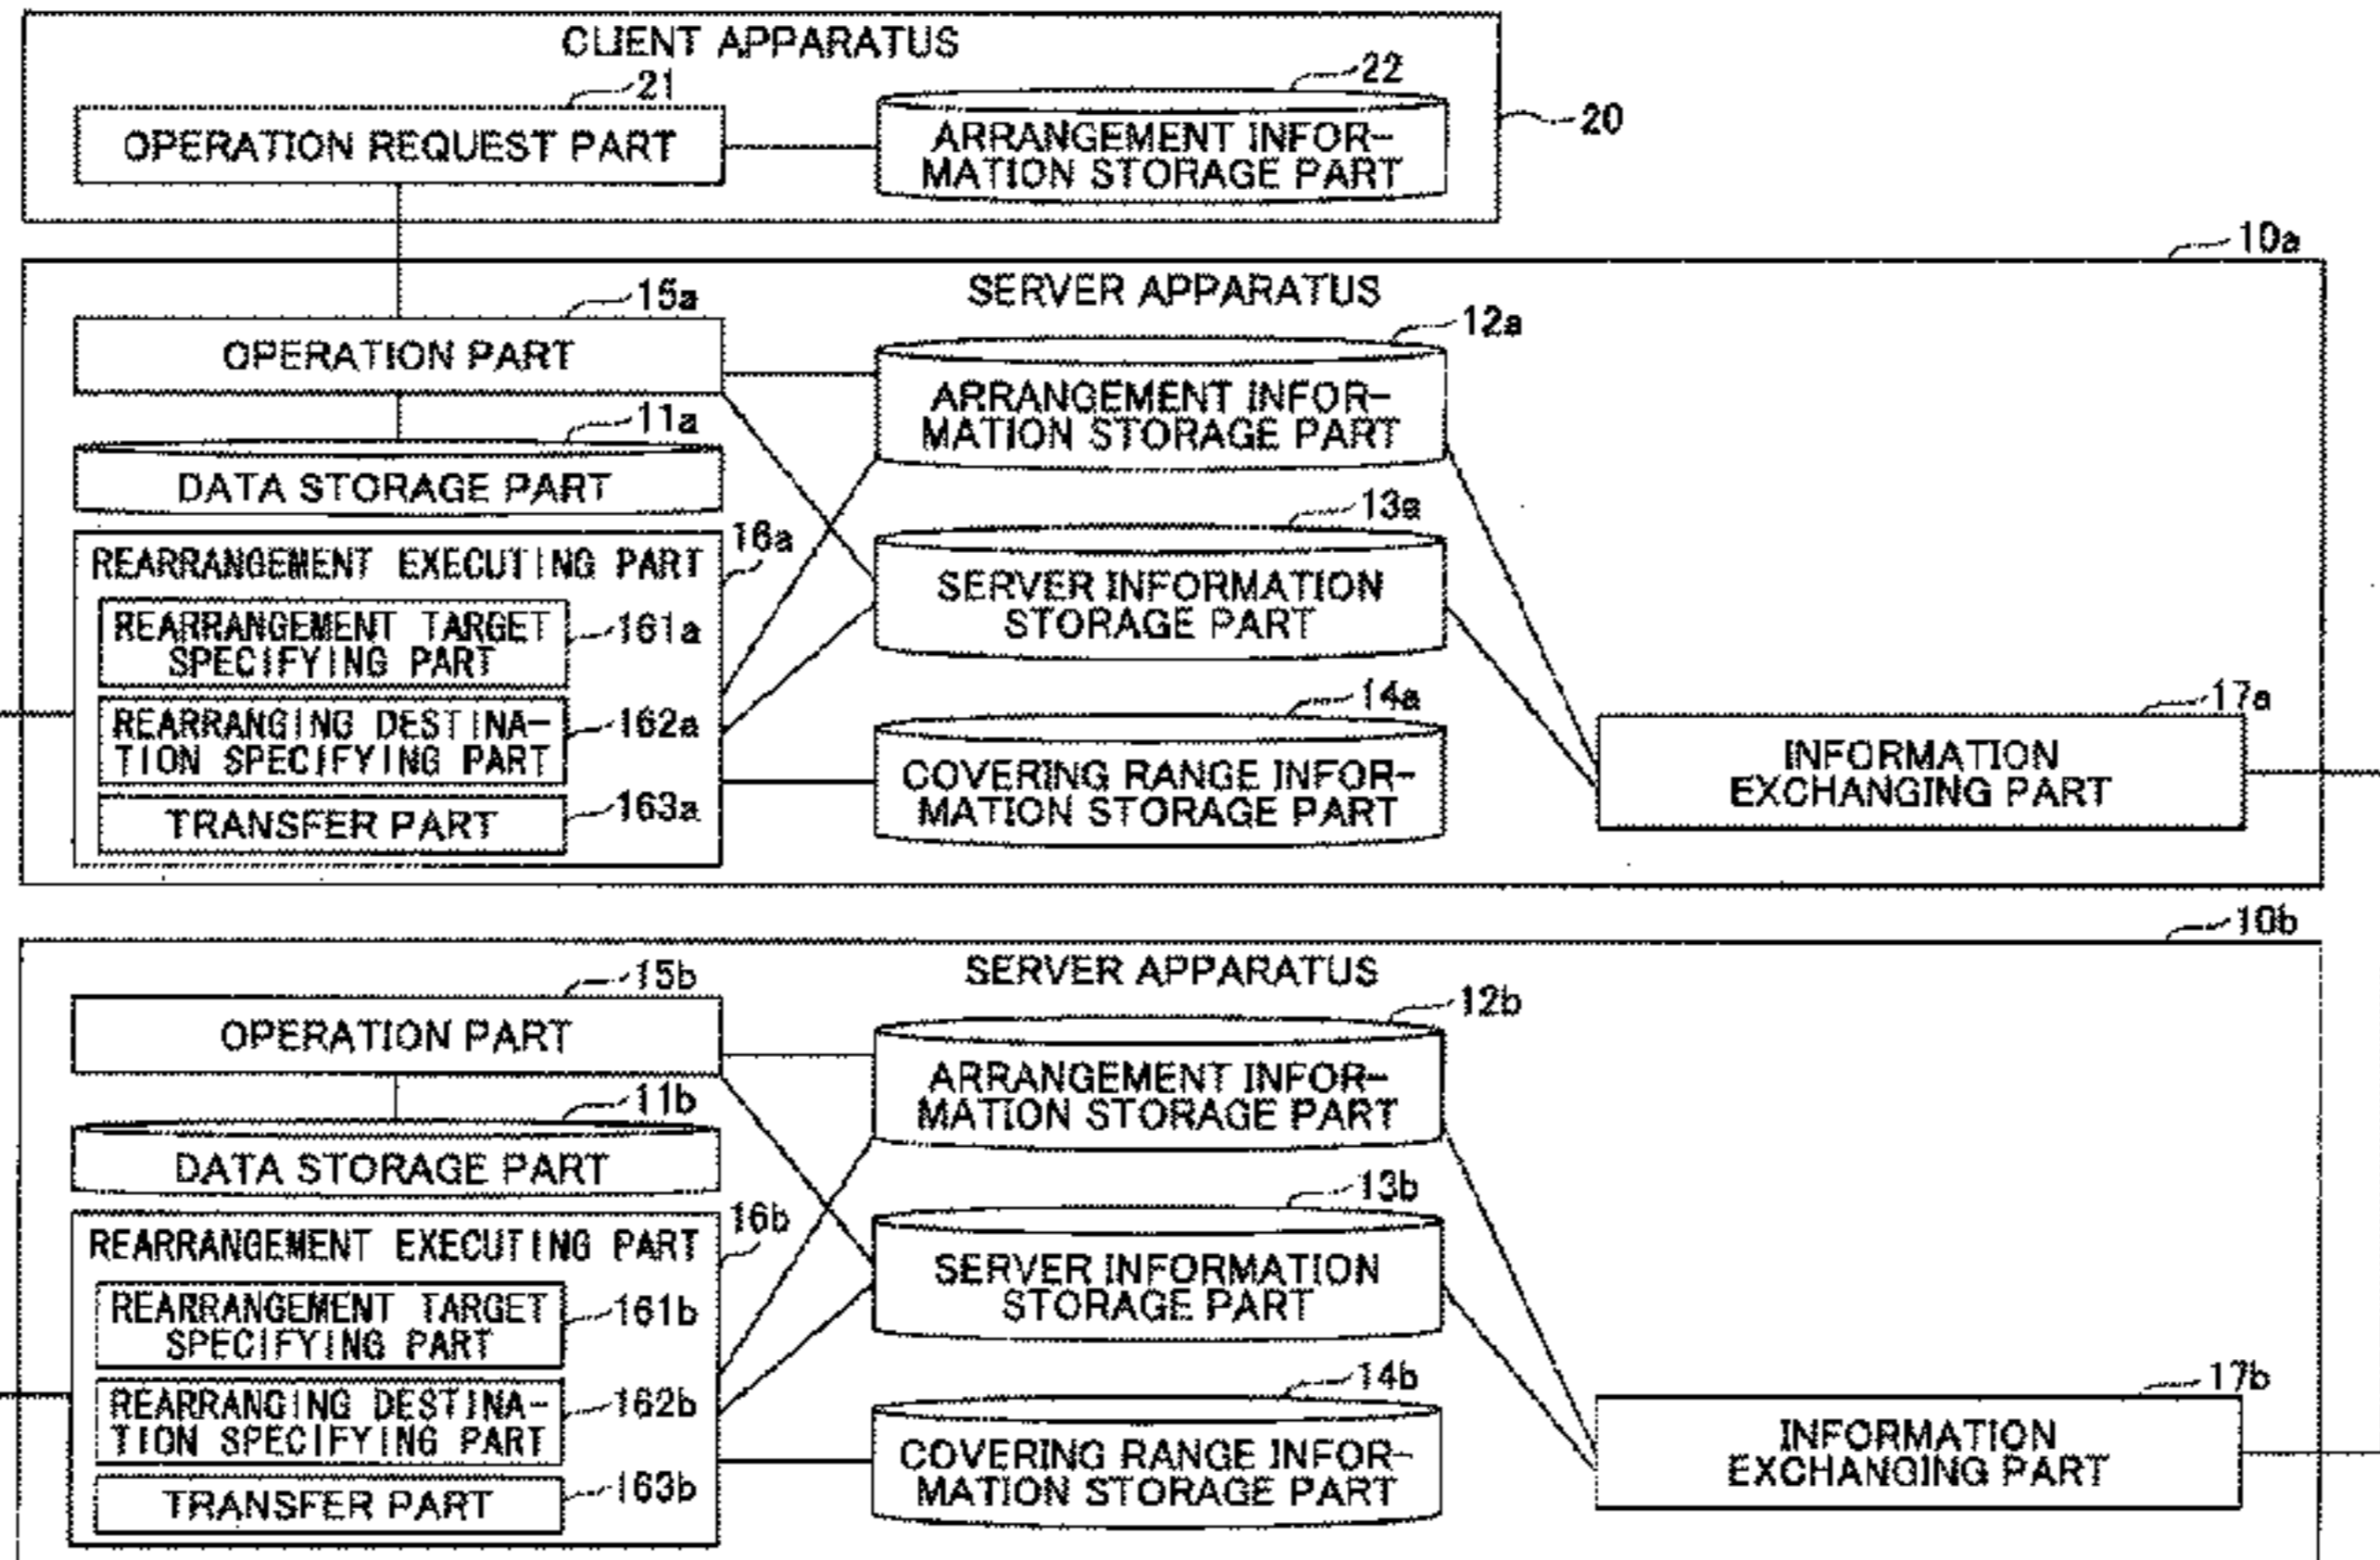 CLIENT APPARATUS
21
22
OPERATION REQUEST PART
ARRANGEMENT INFOR-
MATION STORAGE PART
20
10a
SERVER APPARATUS
15a
12a
OPERATION PART
ARRANGEMENT INFOR-
MATION STORAGE PART
11a
DATA STORAGE PART
13a
16a
REARRANGEMENT EXECUTING PART
SERVER INFORMATION
STORAGE PART
REARRANGEMENT TARGET
SPECIFYING PART
161a
14a
17a
REARRANGING DESTINA-
TION SPECIFYING PART
162a
COVERING RANGE INFOR-
MATION STORAGE PART
INFORMATION
EXCHANGING PART
TRANSFER PART
163a
10b
SERVER APPARATUS
15b
12b
OPERATION PART
ARRANGEMENT INFOR-
MATION STORAGE PART
11b
DATA STORAGE PART
13b
16b
REARRANGEMENT EXECUTING PART
SERVER INFORMATION
STORAGE PART
REARRANGEMENT TARGET
SPECIFYING PART
161b
14b
17b
REARRANGING DESTINA-
TION SPECIFYING PART
162b
COVERING RANGE INFOR-
MATION STORAGE PART
INFORMATION
EXCHANGING PART
TRANSFER PART
163b